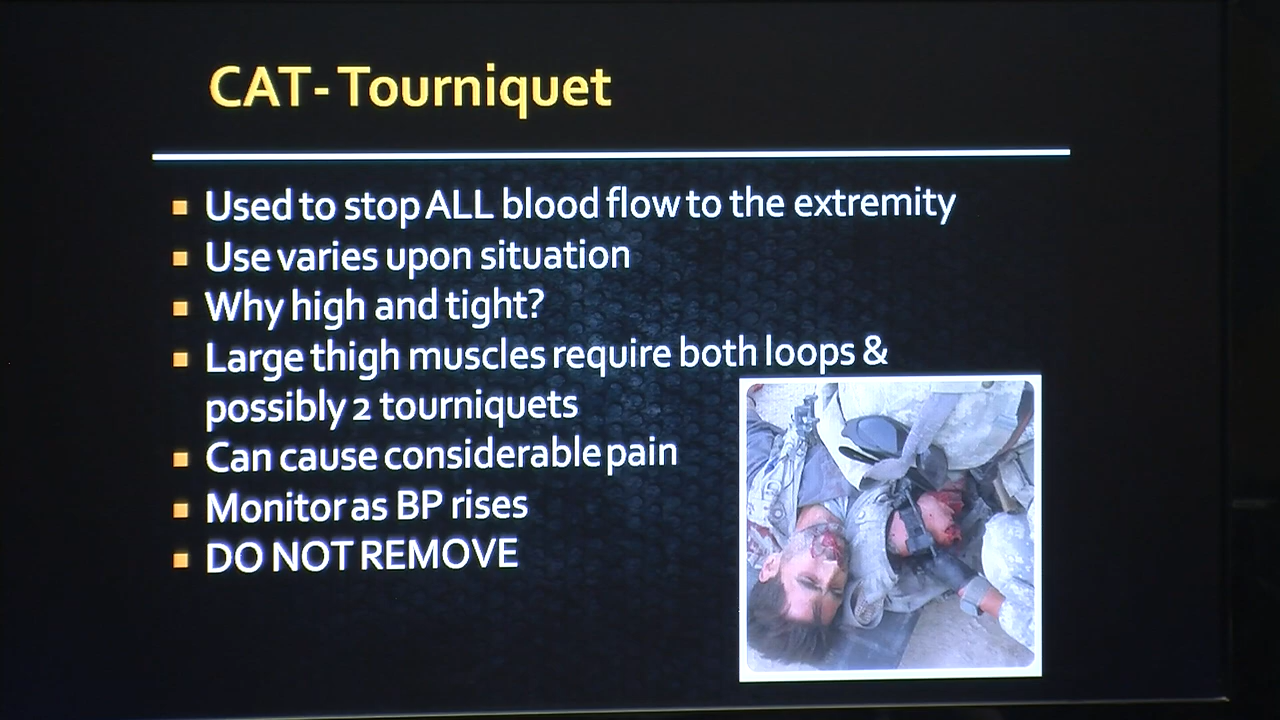 CAT- Tourniquet
Used to stop ALL blood flow to the extremity
Use varies upon situation
Why high and tight?
Large thigh muscles require both loops &
possibly 2 tourniquets
Can cause considerable pain
Monitor as BP rises
DO NOT REMOVE